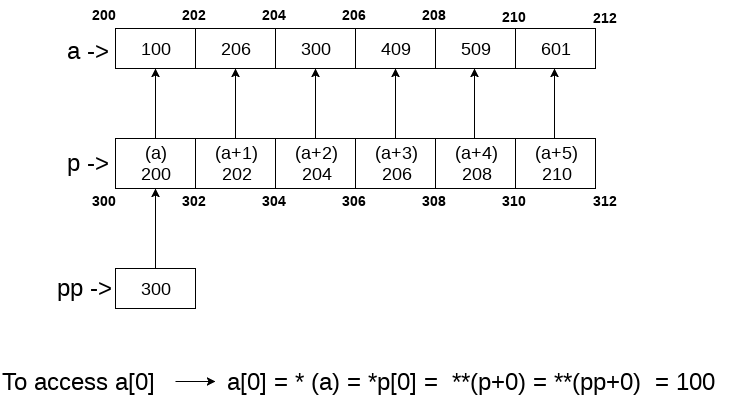 200 202 204 206 208 210 212
a -> 100 206 300 409 509 601
(a) (a+1) (a+2) (a+3) (a+4) (a+5)
p -> 200 202 204 206 208 210
300 302 304 306 308 310 312
pp -> 300
To access a[0] a[0] = * (a) = *p[0] = **(p+0) = **(pp+0) = 100